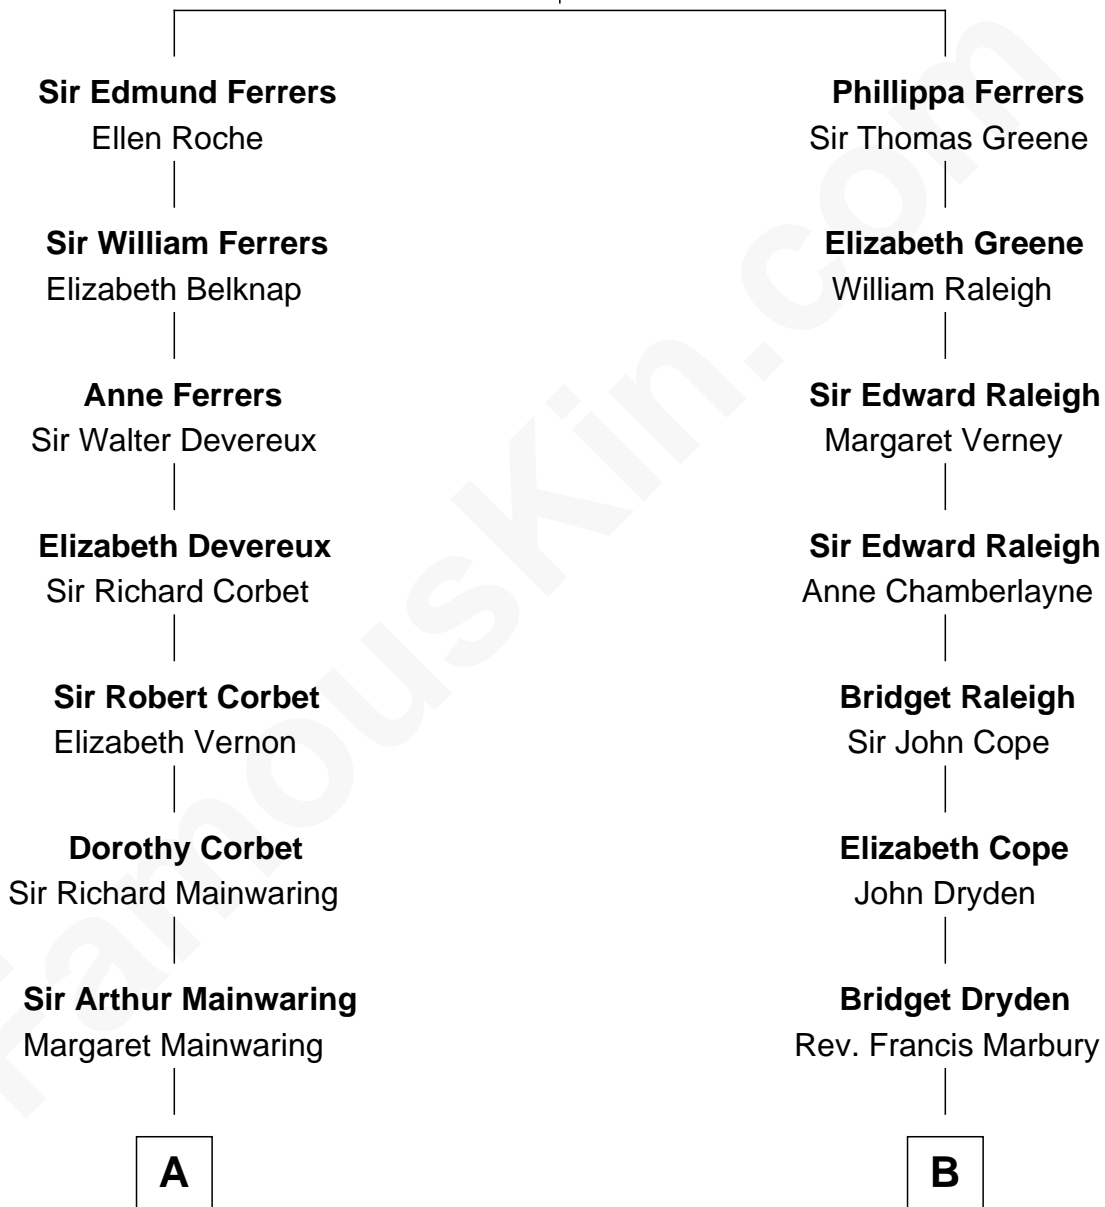 Sir Edmund Ferrers
Ellen Roche
Sir William Ferrers
Elizabeth Belknap
Anne Ferrers
Sir Walter Devereux
Elizabeth Devereux
Sir Richard Corbet
Sir Robert Corbet
Elizabeth Vernon
Dorothy Corbet
Sir Richard Mainwaring
Sir Arthur Mainwaring
Margaret Mainwaring
A
Phillippa Ferrers
Sir Thomas Greene
Elizabeth Greene
William Raleigh
Sir Edward Raleigh
Margaret Verney
Sir Edward Raleigh
Anne Chamberlayne
Bridget Raleigh
Sir John Cope
Elizabeth Cope
John Dryden
Bridget Dryden
Rev. Francis Marbury
B
FamousKin.com